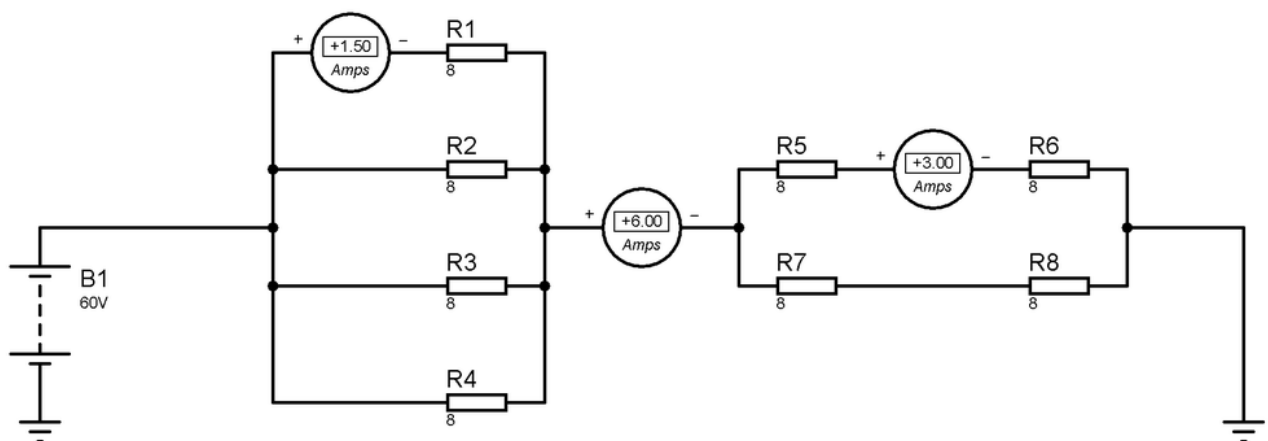 + +1.50 − R1
Amps
8
R2
8
R5 + +3.00 − R6
Amps
8 8
+ +6.00 −
Amps
B1
60V
R3
8
R7 R8
8 8
R4
8